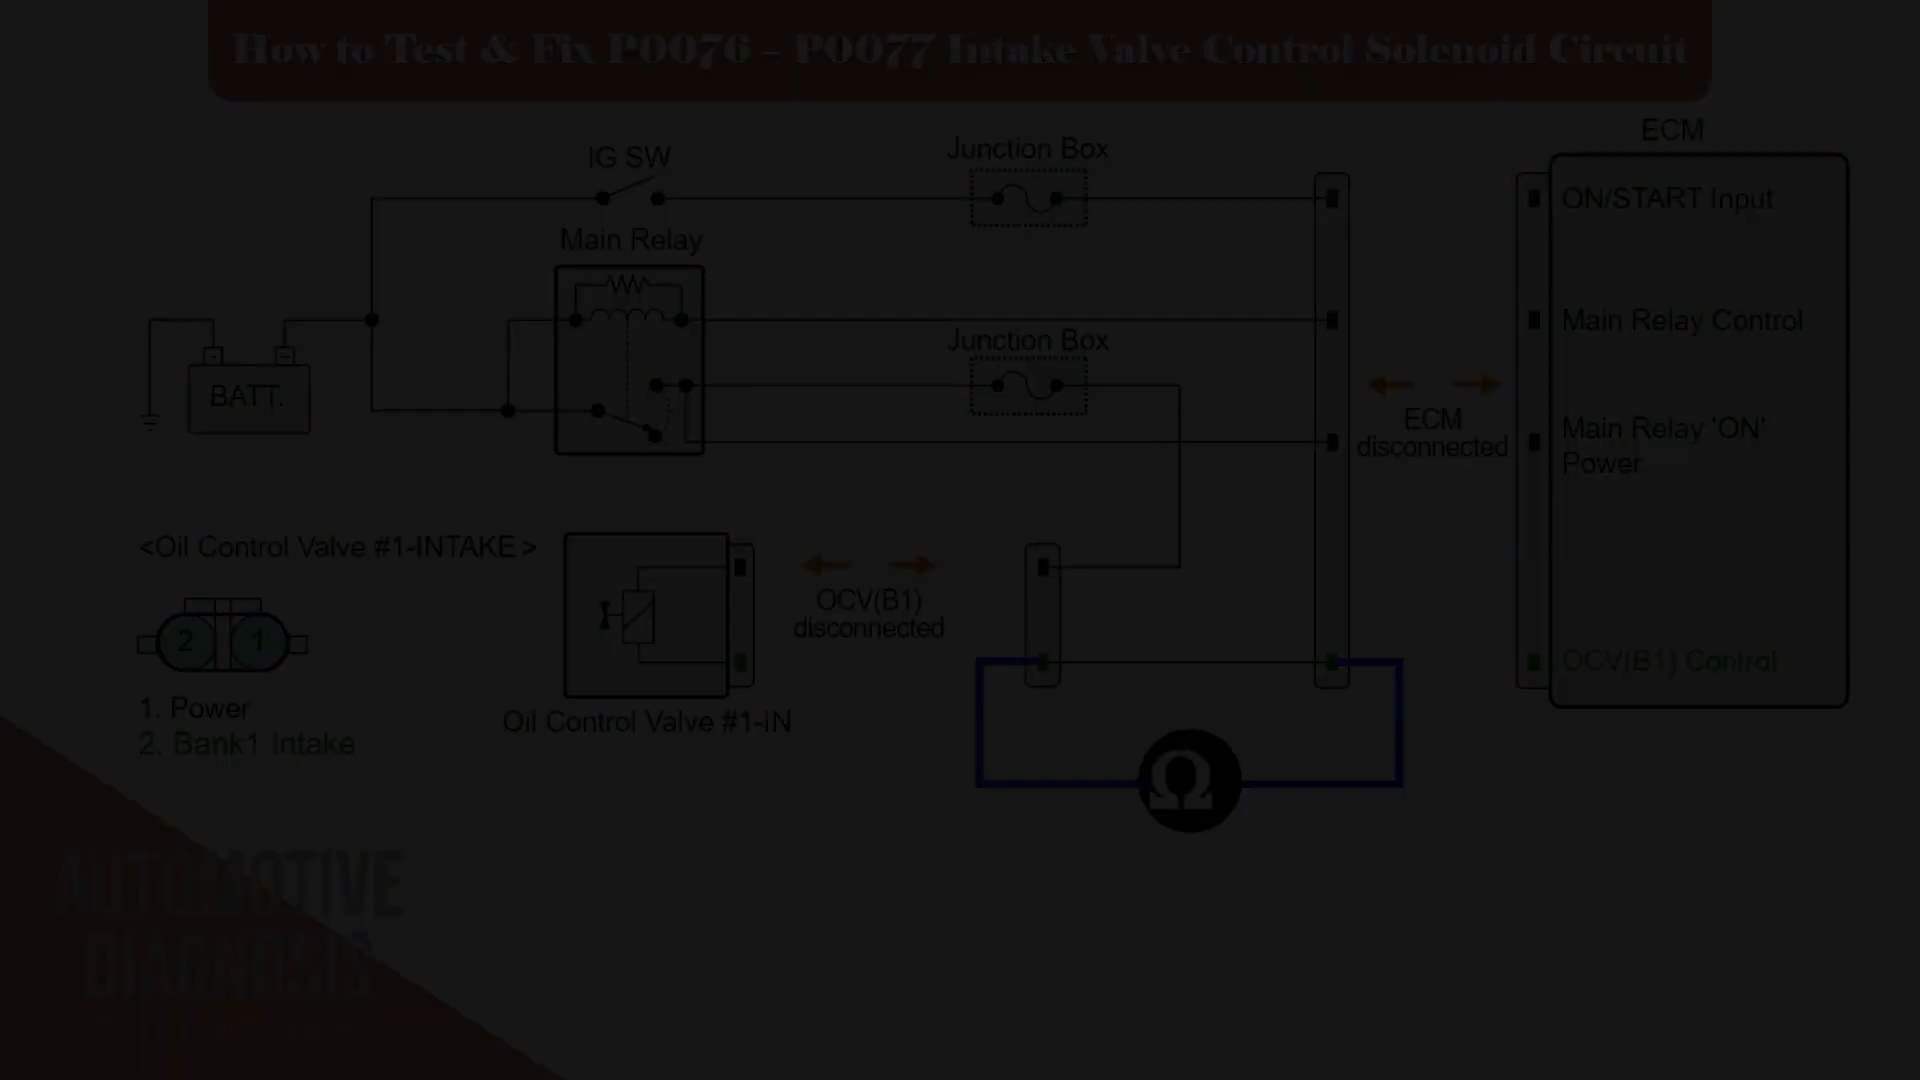 How to Test & Fix P0076 – P0077 Intake Valve Control Solenoid Circuit
ECM
IG SW
Junction Box
ON/START Input
Main Relay
Main Relay Control
Junction Box
BATT.
ECM
disconnected
Main Relay 'ON'
Power
<Oil Control Valve #1-INTAKE>
OCV(B1)
disconnected
2 1
OCV(B1) Control
1. Power
2. Bank1 Intake
Oil Control Valve #1-IN
Ω
AUTOMOTIVE
DIAGNOSIS